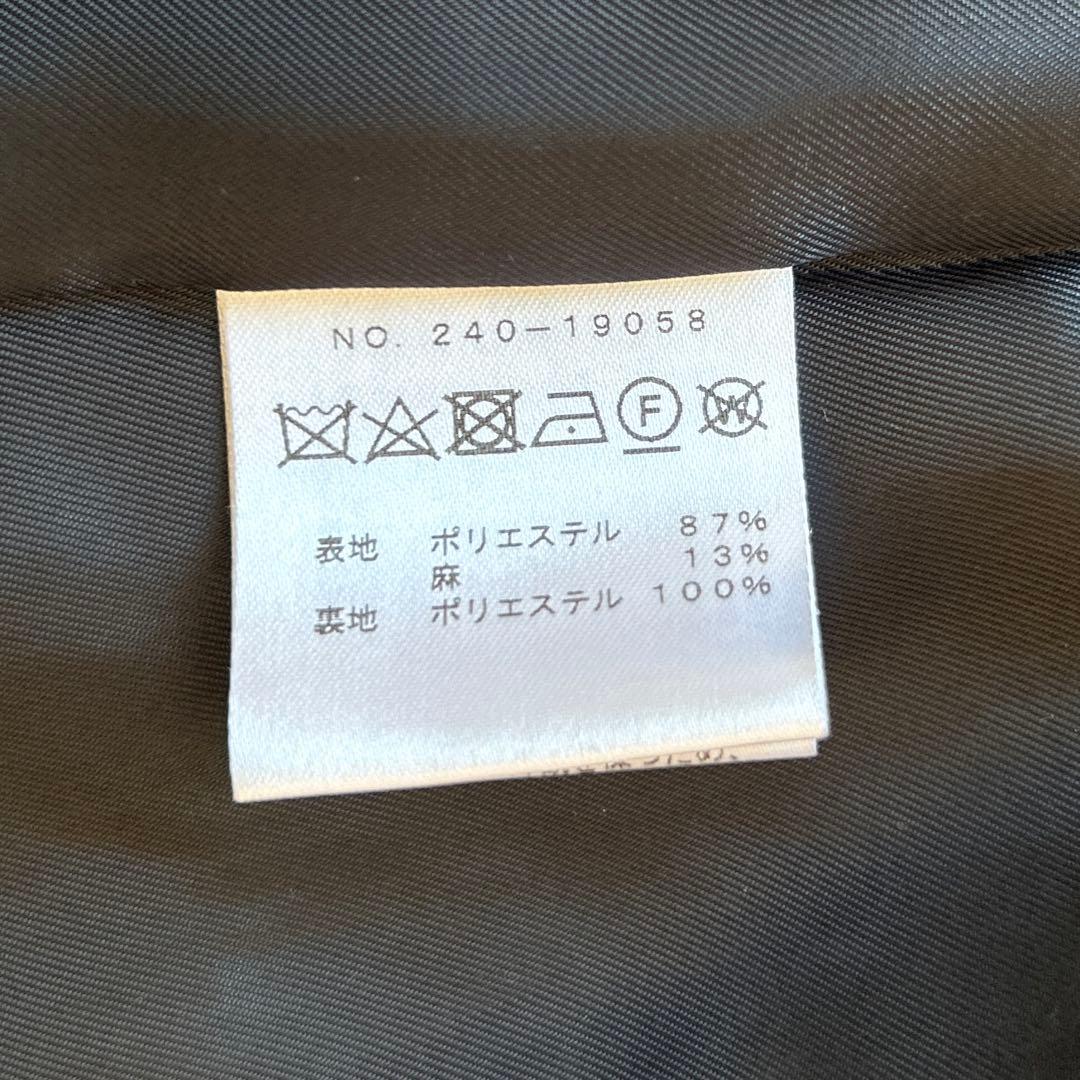 NO. 240-19058
F W
表地 ポリエステル 87%
麻 13%
裏地 ポリエステル 100%